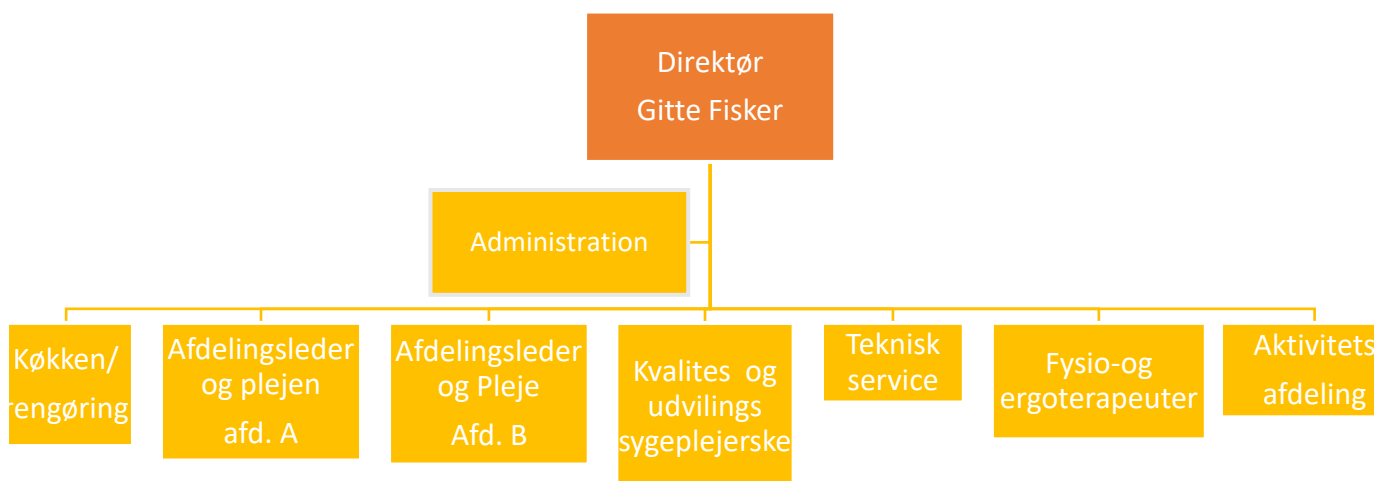 Direktør
Gitte Fisker
Administration
Køkken/
rengøring
Afdelingsleder
og plejen
afd. A
Afdelingsleder
og Pleje
Afd. B
Kvalites og
udvilings
sygeplejerske
Teknisk
service
Fysio-og
ergoterapeuter
Aktivitets
afdeling